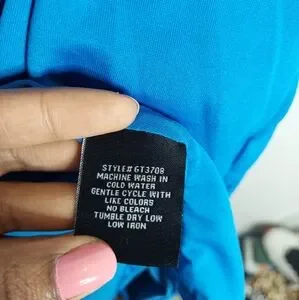 STYLE# GT3708
MACHINE WASH IN
COLD WATER
GENTLE CYCLE WITH
LIKE COLORS
NO BLEACH
TUMBLE DRY LOW
LOW IRON